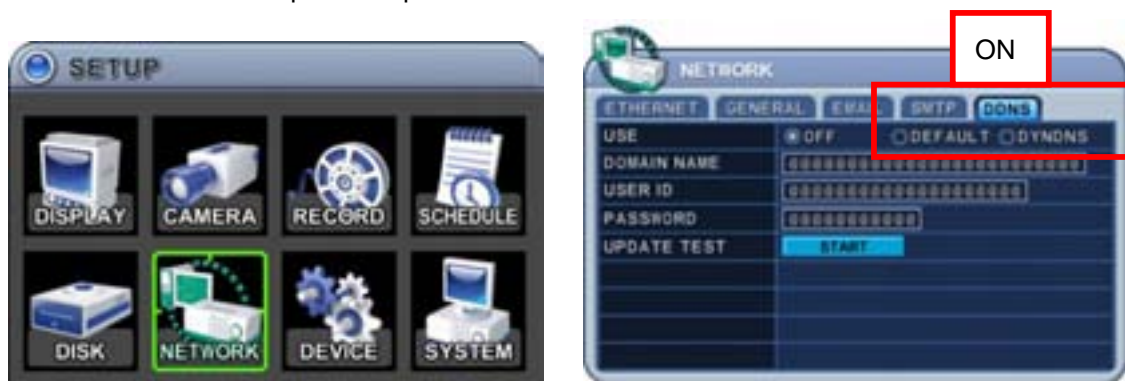 SETUP
DISPLAY CAMERA RECORD SCHEDULE
DISK NETWORK DEVICE SYSTEM
ON
NETWORK
ETHERNET GENERAL EMAIL SMTP DDNS
USE OFF DEFAULT DYNDNS
DOMAIN NAME
USER ID
PASSWORD
UPDATE TEST START